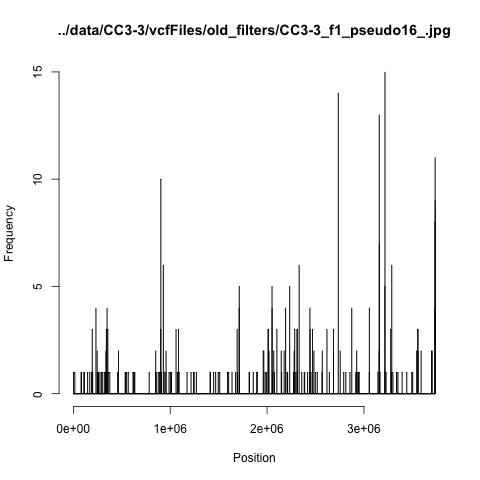 ../data/CC3-3/vcfFiles/old_filters/CC3-3_f1_pseudo16_.jpg
15
10
5
0
Frequency
0e+00 1e+06 2e+06 3e+06
Position